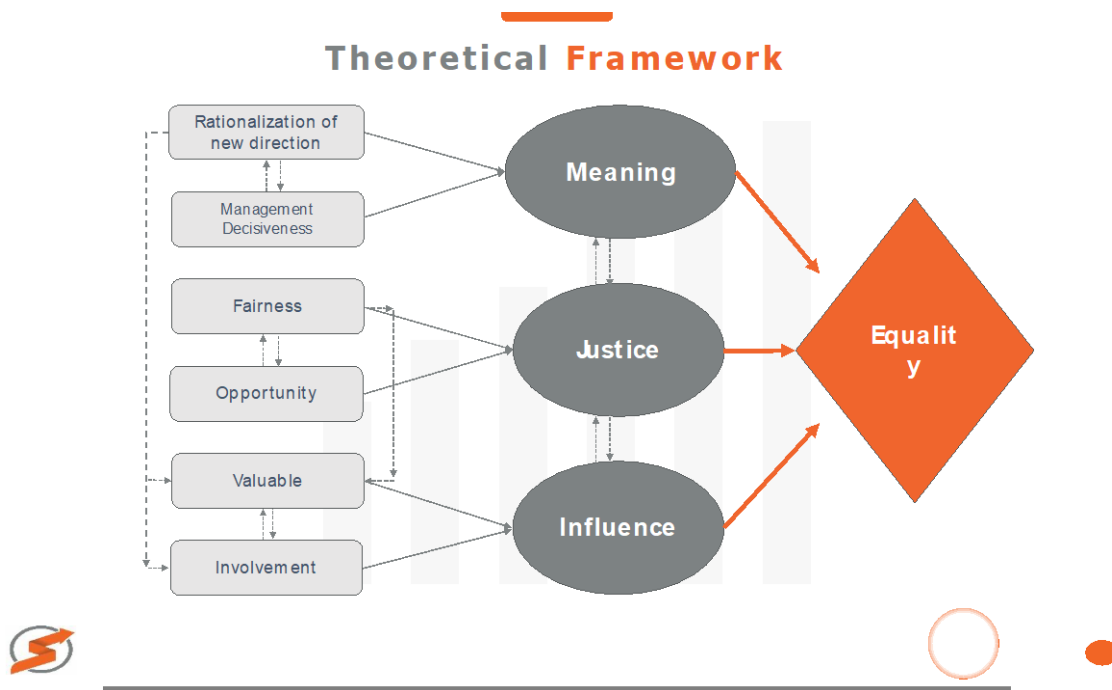 Theoretical Framework
Rationalization of
new direction
Management
Decisiveness
Fairness
Opportunity
Valuable
Involvement
Meaning
Justice
Influence
Equalit
y